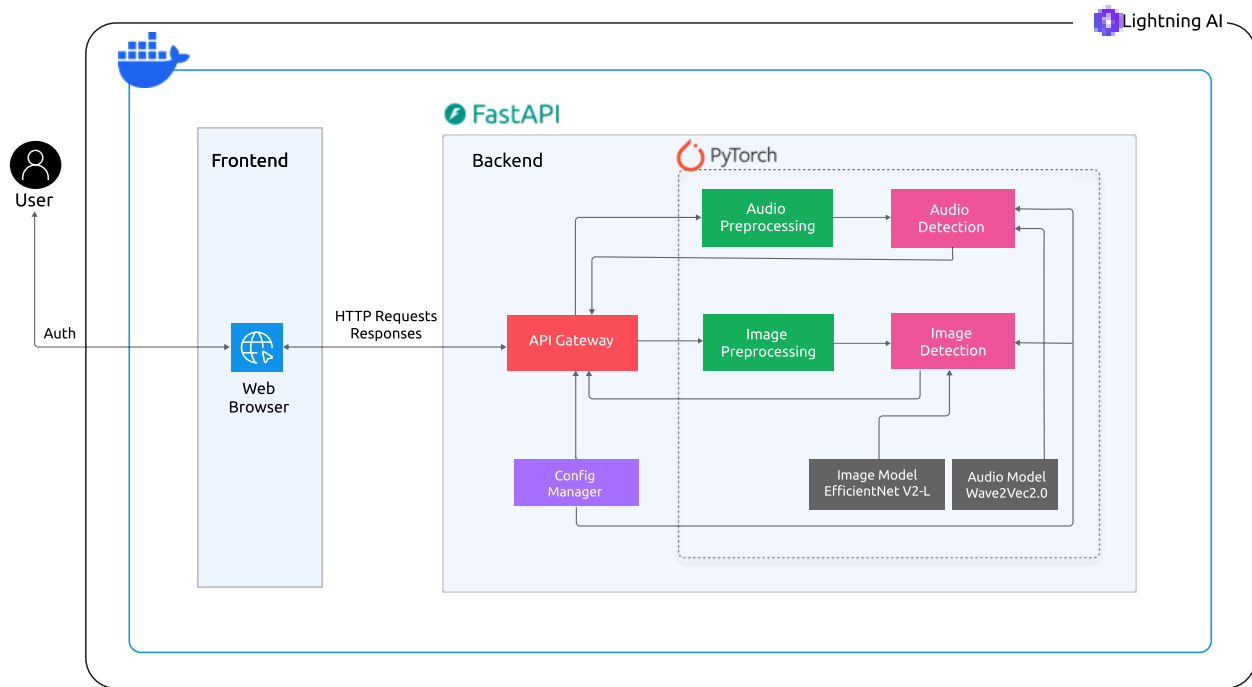 Lightning AI
FastAPI
User
Frontend
Backend
PyTorch
Audio
Preprocessing
Audio
Detection
Auth
HTTP Requests
Responses
API Gateway
Image
Preprocessing
Image
Detection
Web
Browser
Config
Manager
Image Model
EfficientNet V2-L
Audio Model
Wave2Vec2.0